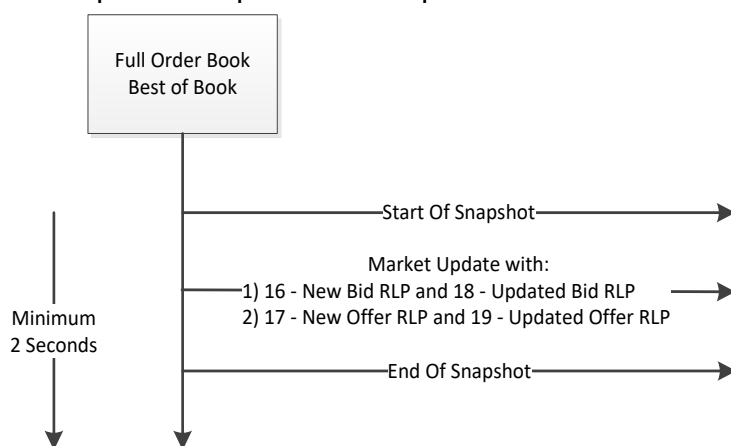 Full Order Book
Best of Book
Start Of Snapshot
Market Update with:
1) 16 - New Bid RLP and 18 - Updated Bid RLP
2) 17 - New Offer RLP and 19 - Updated Offer RLP
Minimum
2 Seconds
End Of Snapshot